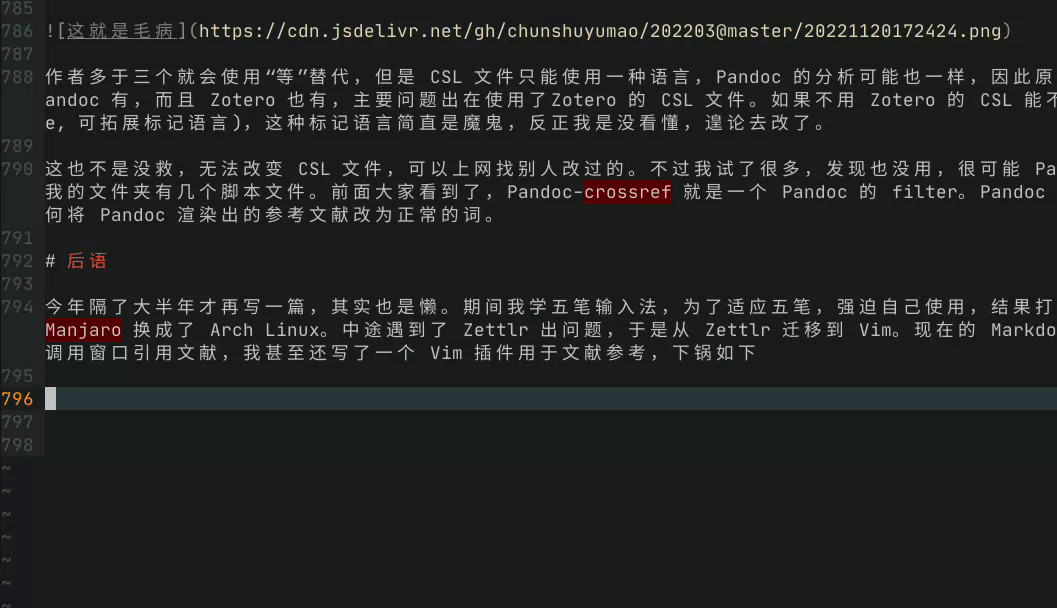 785
786 ![这就是毛病](https://cdn.jsdelivr.net/gh/chunshuyumao/202203@master/20221120172424.png)
787
788 作者多于三个就会使用“等”替代，但是 CSL 文件只能使用一种语言，Pandoc 的分析可能也一样，因此原
andoc 有，而且 Zotero 也有，主要问题出在使用了Zotero 的 CSL 文件。如果不用 Zotero 的 CSL 能不
e, 可拓展标记语言)，这种标记语言简直是魔鬼，反正我是没看懂，遑论去改了。
789
790 这也不是没救，无法改变 CSL 文件，可以上网找别人改过的。不过我试了很多，发现也没用，很可能 Pa
我的文件夹有几个脚本文件。前面大家看到了，Pandoc-crossref 就是一个 Pandoc 的 filter。Pandoc
何将 Pandoc 渲染出的参考文献改为正常的词。
791
792 # 后语
793
794 今年隔了大半年才再写一篇，其实也是懒。期间我学五笔输入法，为了适应五笔，强迫自己使用，结果打
Manjaro 换成了 Arch Linux。中途遇到了 Zettlr 出问题，于是从 Zettlr 迁移到 Vim。现在的 Markdo
调用窗口引用文献，我甚至还写了一个 Vim 插件用于文献参考，下锅如下
795
796
797
798
~
~
~
~
~
~
~